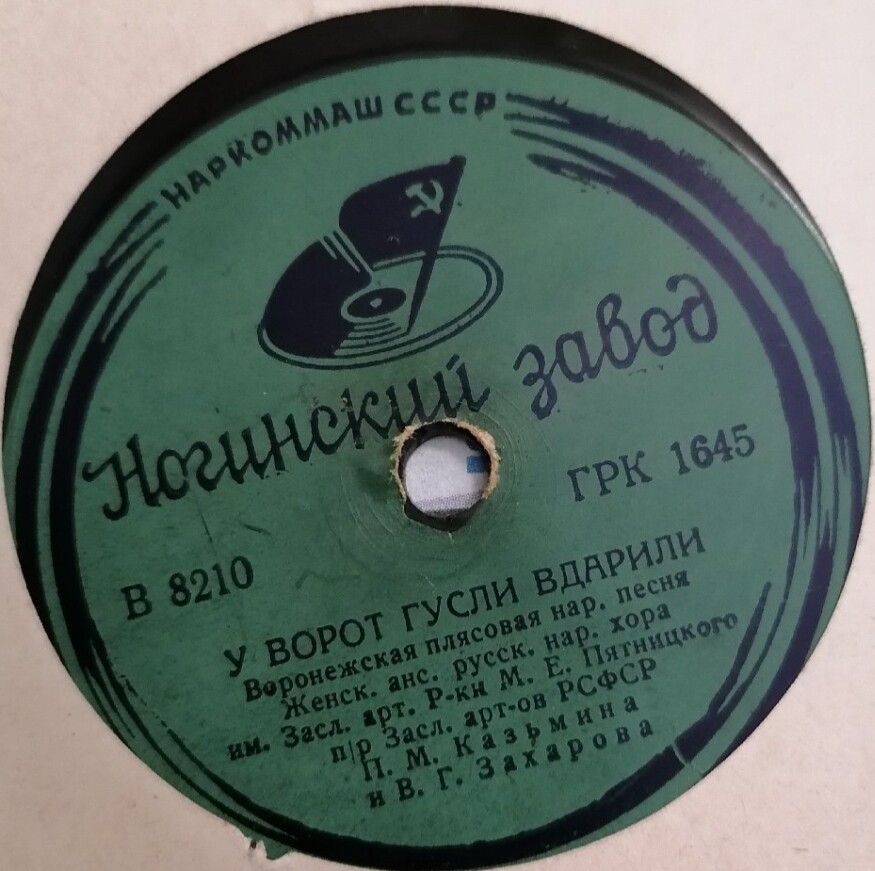 НАРКОММАШ СССР
Ногинский завод
В 8210
ГРК 1645
У ВОРОТ ГУСЛИ ВДАРИЛИ
Воронежская плясовая нар. песня
Женск. анс. русск. нар. хора
им. Засл. арт. Р-ки М. Е. Пятницкого
п/р Засл. арт-ов РСФСР
П. М. Казьмина
и В. Г. Захарова